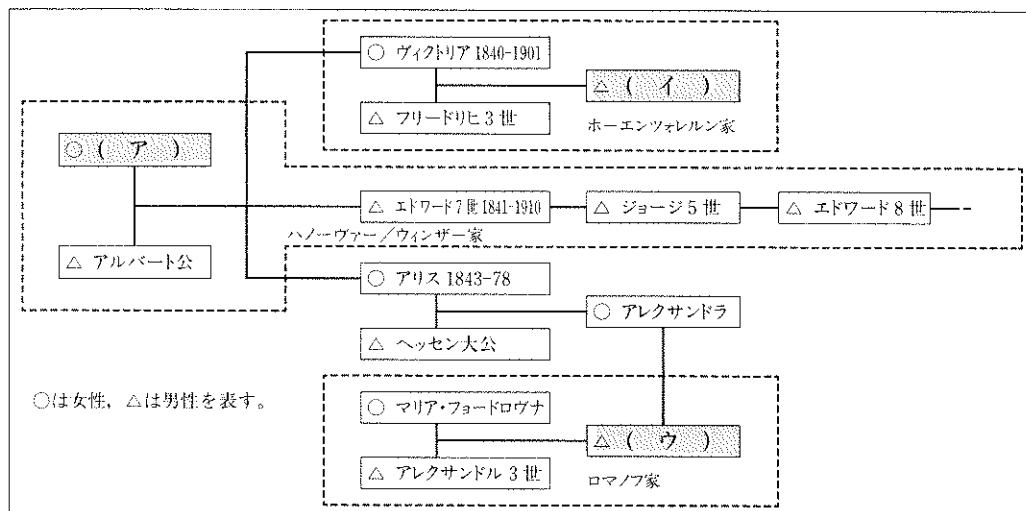 ○ ヴィクトリア 1840-1901
△ ( イ )
△ フリードリヒ 3 世
ホーエンツォレルン家
○ ( ア )
△ エドワード 7 世 1841-1910
△ ジョージ 5 世
△ エドワード 8 世
ハノーヴァー/ウィンザー家
△ アルバート公
○ アリス 1843-78
○ アレクサンドラ
△ ヘッセン大公
○は女性, △は男性を表す。
○ マリア・フョードロヴナ
△ ( ウ )
△ アレクサンドル 3 世
ロマノフ家